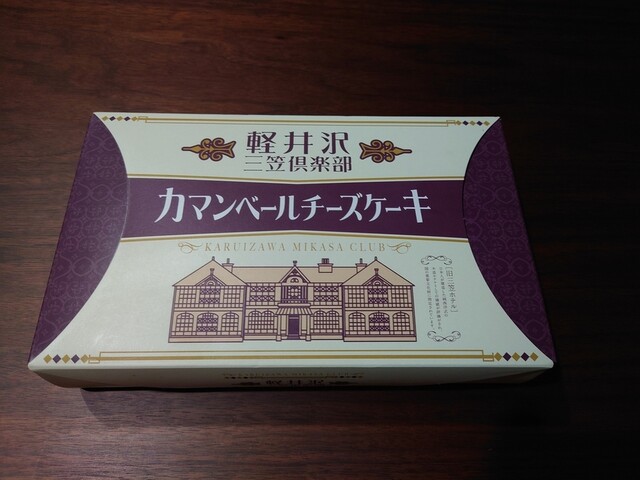 軽井沢
三笠倶楽部
カマンベールチーズケーキ
KARUIZAWA MIKASA CLUB
「旧三笠ホテル」
軽井沢